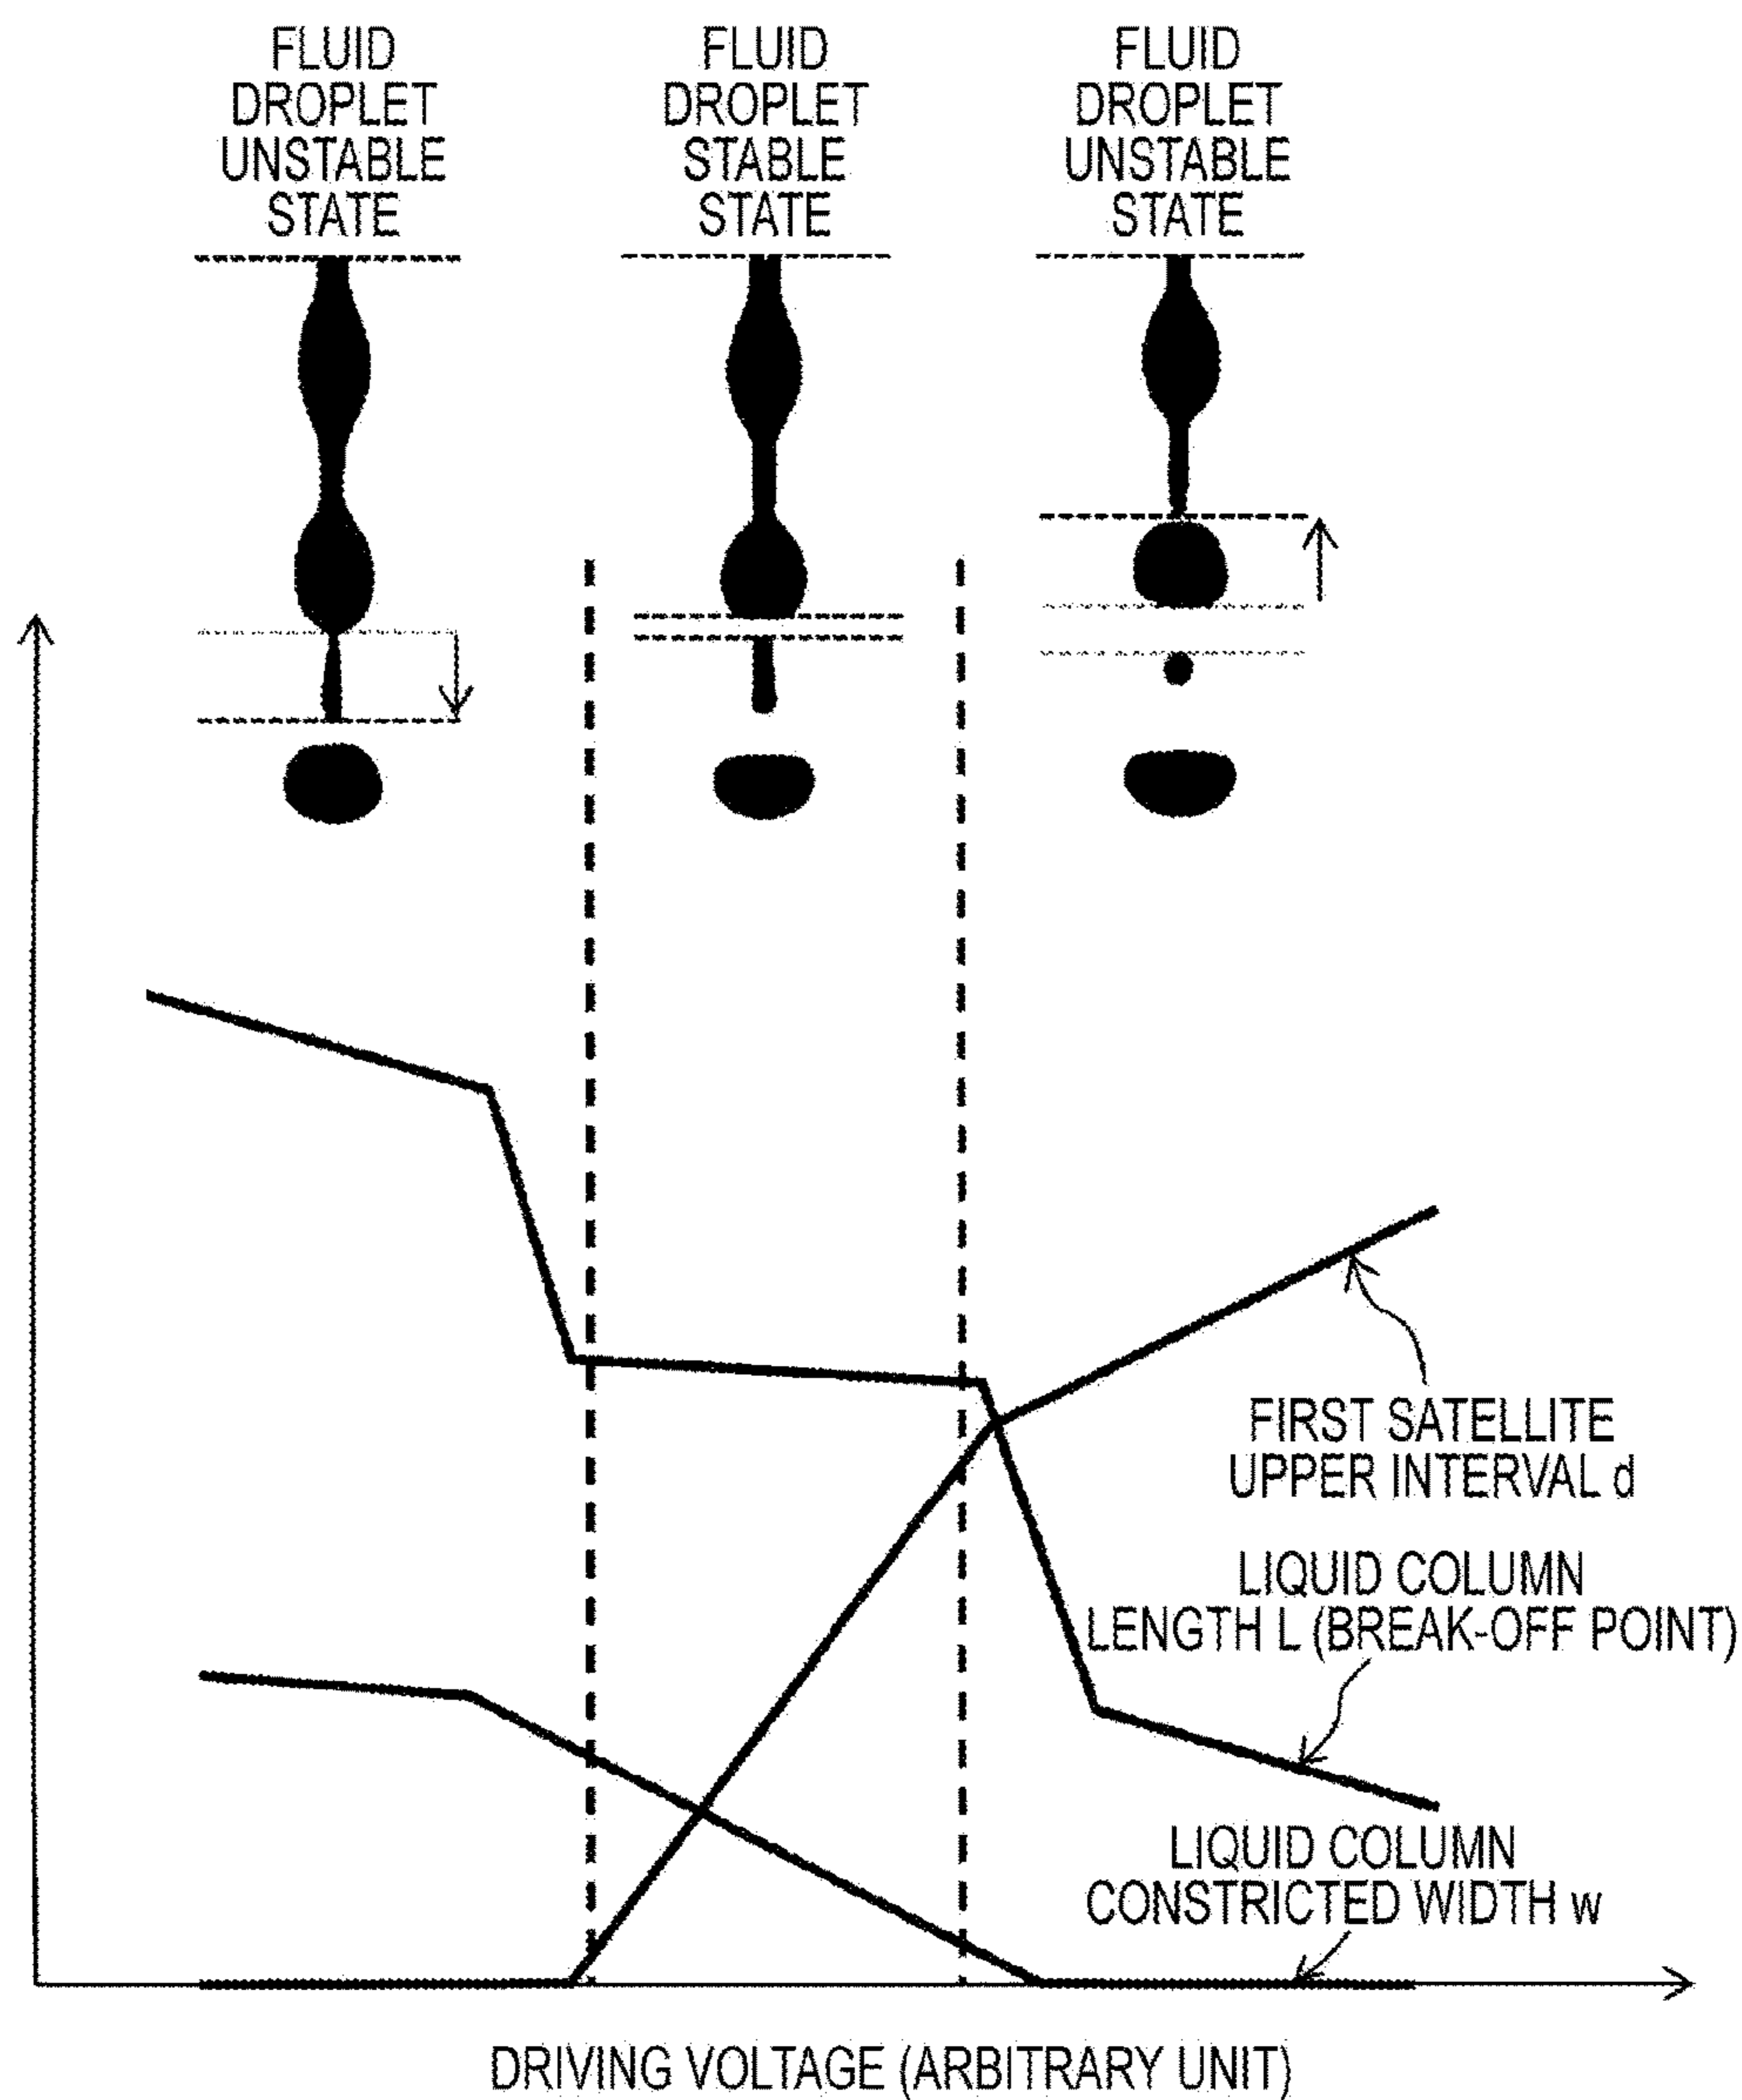 FLUID
DROPLET
UNSTABLE
STATE
FLUID
DROPLET
STABLE
STATE
FLUID
DROPLET
UNSTABLE
STATE
FIRST SATELLITE
UPPER INTERVAL d
LIQUID COLUMN
LENGTH L (BREAK-OFF POINT)
LIQUID COLUMN
CONSTRICTED WIDTH w
DRIVING VOLTAGE (ARBITRARY UNIT)